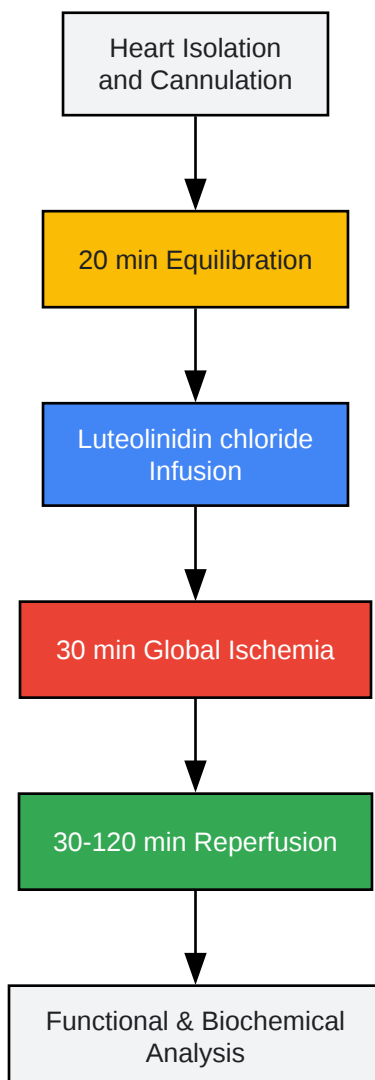 Heart Isolation
and Cannulation
20 min Equilibration
Luteolinidin chloride
Infusion
30 min Global Ischemia
30-120 min Reperfusion
Functional & Biochemical
Analysis